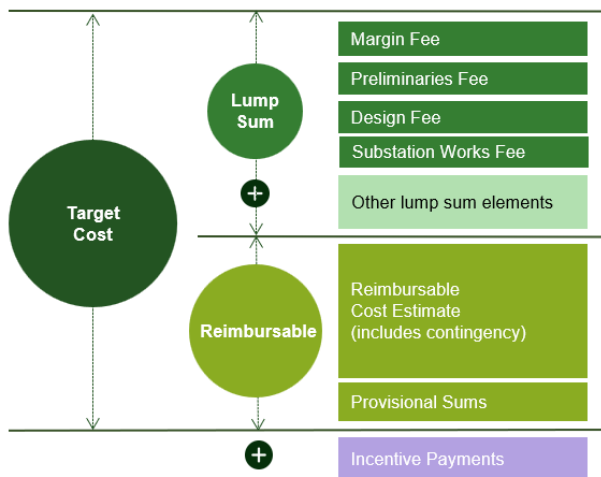 Margin Fee
Preliminaries Fee
Lump
Sum
Design Fee
Substation Works Fee
+
Other lump sum elements
Target
Cost
Reimbursable
Reimbursable
Cost Estimate
(includes contingency)
Provisional Sums
+
Incentive Payments